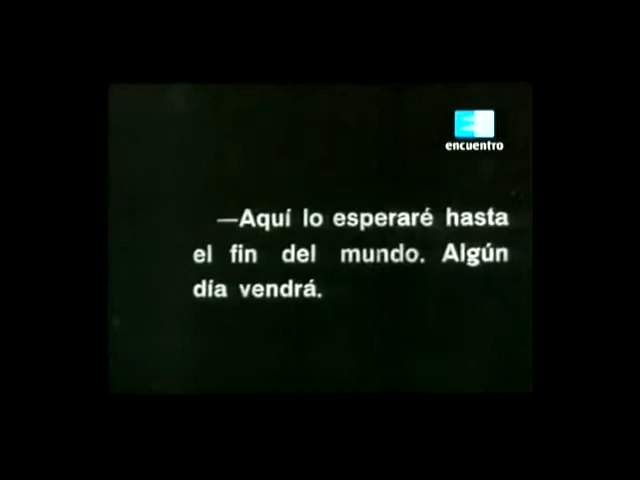 encuentro
—Aquí lo esperaré hasta
el fin del mundo. Algún
día vendrá.